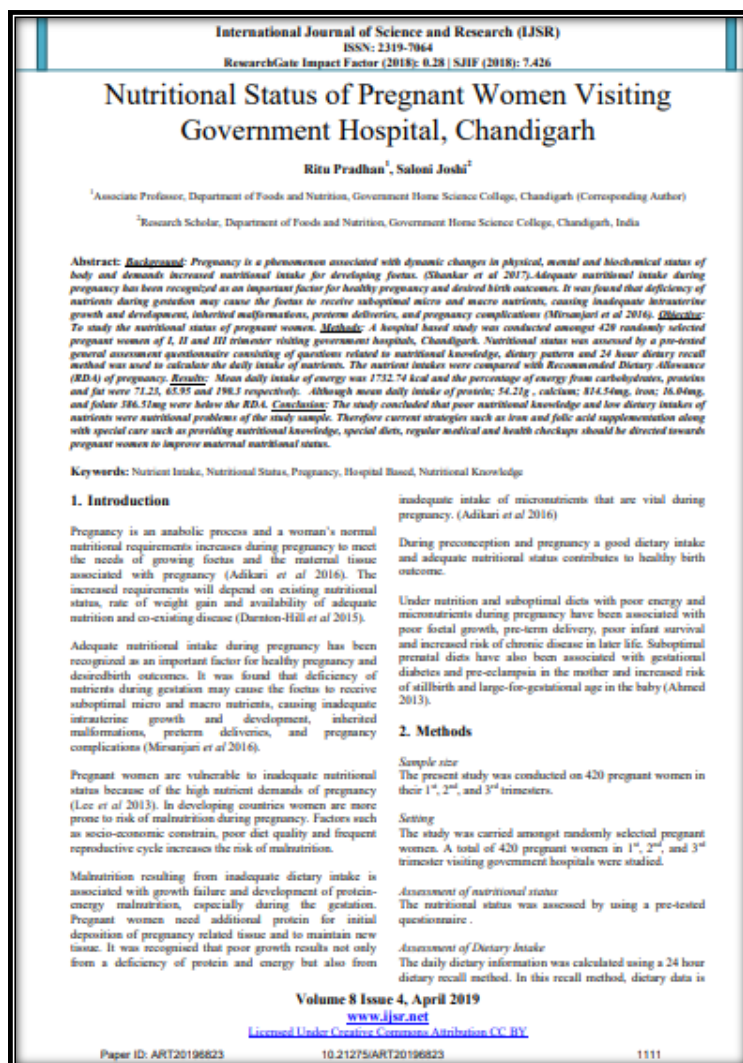 International Journal of Science and Research (IJSR)
ISSN: 2319-7064
ResearchGate Impact Factor (2018): 0.28 | SJIF (2018): 7.426
Nutritional Status of Pregnant Women Visiting
Government Hospital, Chandigarh
Ritu Pradhan1, Saloni Joshi2
1Associate Professor, Department of Foods and Nutrition, Government Home Science College, Chandigarh (Corresponding Author)
2Research Scholar, Department of Foods and Nutrition, Government Home Science College, Chandigarh, India
Abstract: Background: Pregnancy is a phenomenon associated with dynamic changes in physical, mental and biochemical status of
body and demands increased nutritional intake for developing foetus. (Shankar et al 2017).Adequate nutritional intake during
pregnancy has been recognized as an important factor for healthy pregnancy and desired birth outcomes. It was found that deficiency of
nutrients during gestation may cause the foetus to receive suboptimal micro and macro nutrients, causing inadequate intrauterine
growth and development, inherited malformations, preterm deliveries, and pregnancy complications (Mirsanjari et al 2016). Objective:
To study the nutritional status of pregnant women. Methods: A hospital based study was conducted amongst 420 randomly selected
pregnant women of I, II and III trimester visiting government hospitals, Chandigarh. Nutritional status was assessed by a pre-tested
general assessment questionnaire consisting of questions related to nutritional knowledge, dietary pattern and 24 hour dietary recall
method was used to calculate the daily intake of nutrients. The nutrient intakes were compared with Recommended Dietary Allowance
(RDA) of pregnancy. Results: Mean daily intake of energy was 1732.74 kcal and the percentage of energy from carbohydrates, proteins
and fat were 71.23, 65.95 and 190.3 respectively. Although mean daily intake of protein; 54.21g , calcium; 814.54mg, iron; 16.04mg,
and folate 386.51mg were below the RDA. Conclusion: The study concluded that poor nutritional knowledge and low dietary intakes of
nutrients were nutritional problems of the study sample. Therefore current strategies such as iron and folic acid supplementation along
with special care such as providing nutritional knowledge, special diets, regular medical and health checkups should be directed towards
pregnant women to improve maternal nutritional status.
Keywords: Nutrient Intake, Nutritional Status, Pregnancy, Hospital Based, Nutritional Knowledge
1. Introduction
Pregnancy is an anabolic process and a woman's normal
nutritional requirements increases during pregnancy to meet
the needs of growing foetus and the maternal tissue
associated with pregnancy (Adikari et al 2016). The
increased requirements will depend on existing nutritional
status, rate of weight gain and availability of adequate
nutrition and co-existing disease (Darnton-Hill et al 2015).
Adequate nutritional intake during pregnancy has been
recognized as an important factor for healthy pregnancy and
desiredbirth outcomes. It was found that deficiency of
nutrients during gestation may cause the foetus to receive
suboptimal micro and macro nutrients, causing inadequate
intrauterine growth and development, inherited
malformations, preterm deliveries, and pregnancy
complications (Mirsanjari et al 2016).
Pregnant women are vulnerable to inadequate nutritional
status because of the high nutrient demands of pregnancy
(Lee et al 2013). In developing countries women are more
prone to risk of malnutrition during pregnancy. Factors such
as socio-economic constrain, poor diet quality and frequent
reproductive cycle increases the risk of malnutrition.
Malnutrition resulting from inadequate dietary intake is
associated with growth failure and development of protein-
energy malnutrition, especially during the gestation.
Pregnant women need additional protein for initial
deposition of pregnancy related tissue and to maintain new
tissue. It was recognised that poor growth results not only
from a deficiency of protein and energy but also from
inadequate intake of micronutrients that are vital during
pregnancy. (Adikari et al 2016)
During preconception and pregnancy a good dietary intake
and adequate nutritional status contributes to healthy birth
outcome.
Under nutrition and suboptimal diets with poor energy and
micronutrients during pregnancy have been associated with
poor foetal growth, pre-term delivery, poor infant survival
and increased risk of chronic disease in later life. Suboptimal
prenatal diets have also been associated with gestational
diabetes and pre-eclampsia in the mother and increased risk
of stillbirth and large-for-gestational age in the baby (Ahmed
2013).
2. Methods
Sample size
The present study was conducted on 420 pregnant women in
their 1st, 2nd, and 3rd trimesters.
Setting
The study was carried amongst randomly selected pregnant
women. A total of 420 pregnant women in 1st, 2nd, and 3rd
trimester visiting government hospitals were studied.
Assessment of nutritional status
The nutritional status was assessed by using a pre-tested
questionnaire .
Assessment of Dietary Intake
The daily dietary information was calculated using a 24 hour
dietary recall method. In this recall method, dietary data is
Volume 8 Issue 4, April 2019
www.ijsr.net
Licensed Under Creative Commons Attribution CC BY
Paper ID: ART20196823 10.21275/ART20196823 1111